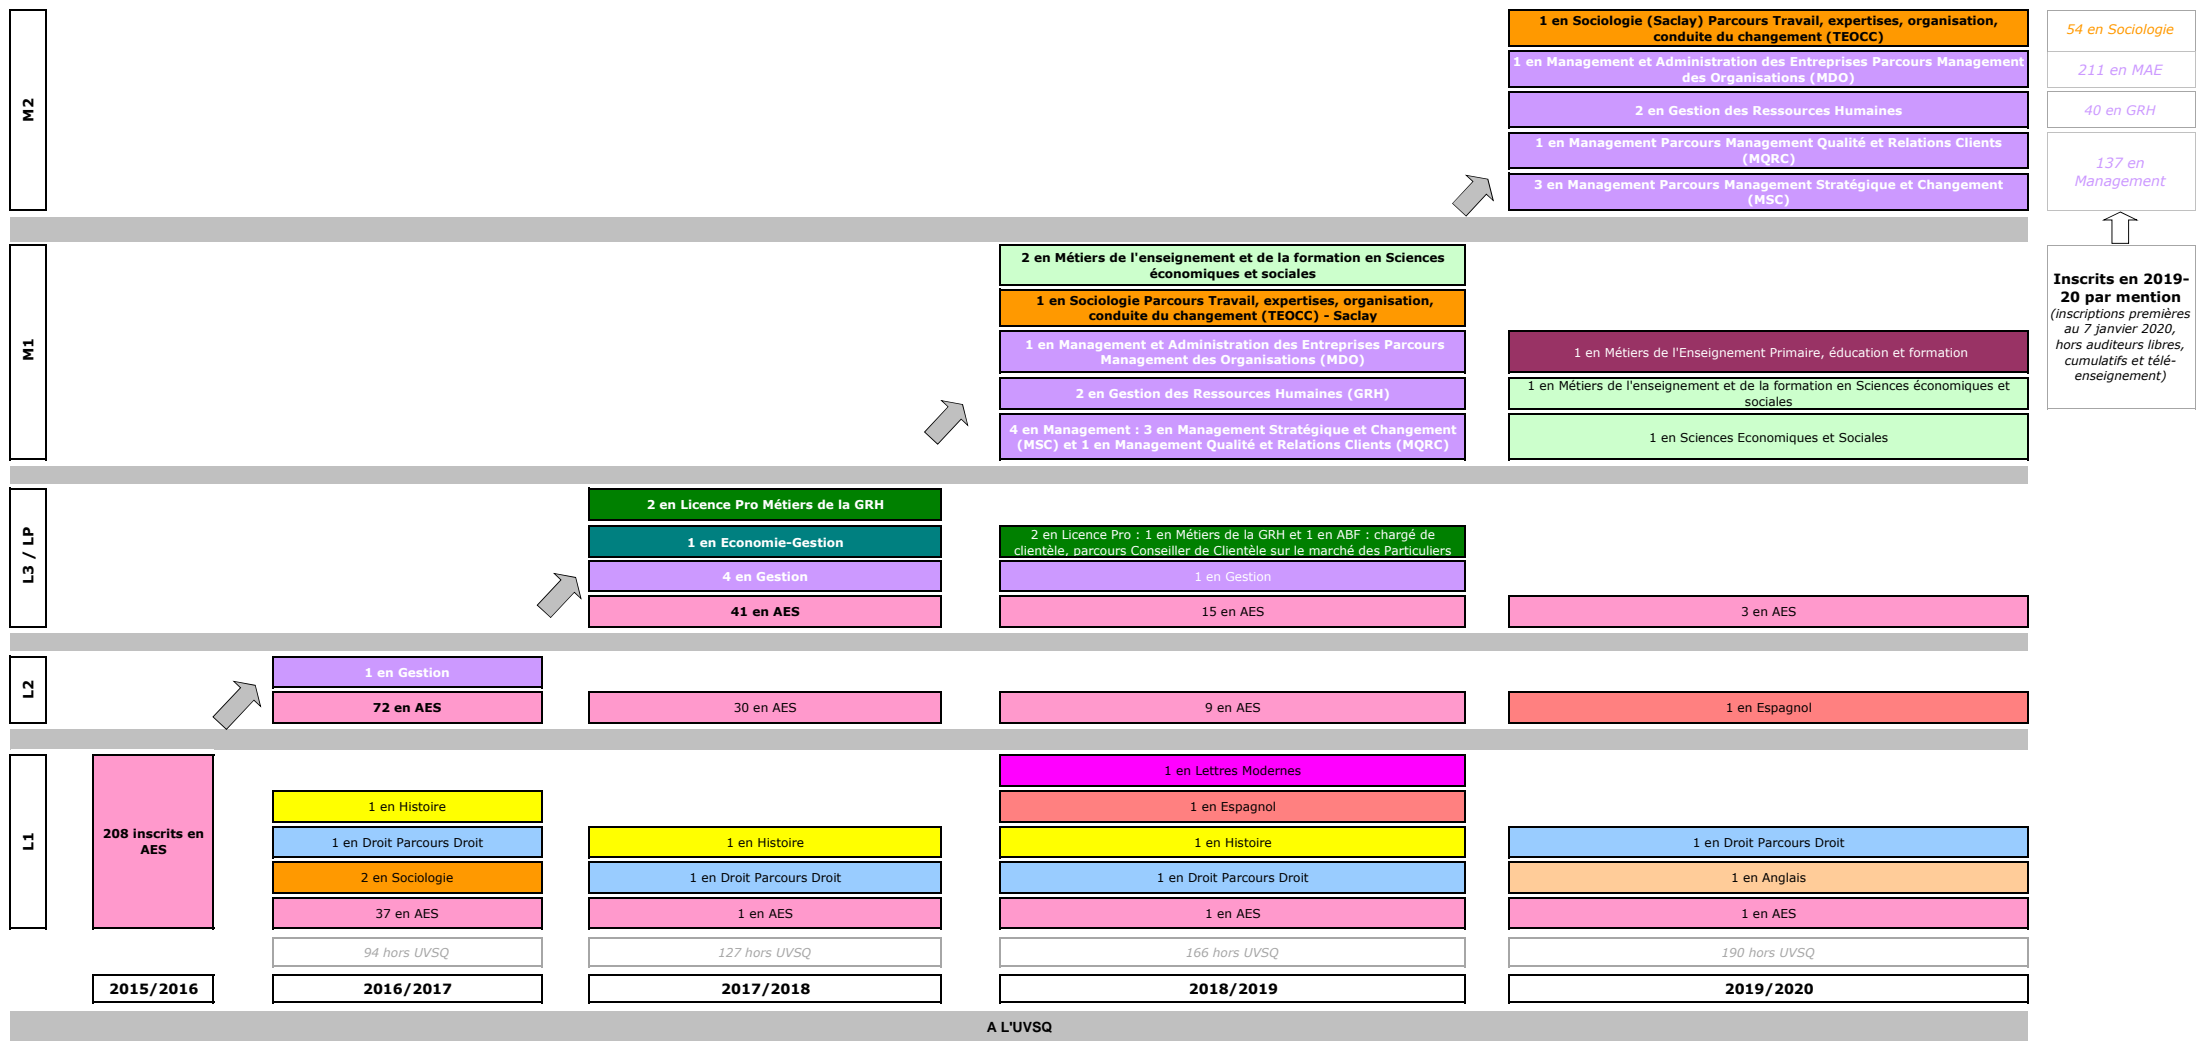 M2
1 en Sociologie (Saclay) Parcours Travail, expertises, organisation,
conduite du changement (TEOCC)
54 en Sociologie
1 en Management et Administration des Entreprises Parcours Management
des Organisations (MDO)
211 en MAE
2 en Gestion des Ressources Humaines
40 en GRH
1 en Management Parcours Management Qualité et Relations Clients
(MQRC)
137 en
Management
3 en Management Parcours Management Stratégique et Changement
(MSC)
M1
2 en Métiers de l'enseignement et de la formation en Sciences
économiques et sociales
1 en Sociologie Parcours Travail, expertises, organisation,
conduite du changement (TEOCC) - Saclay
1 en Management et Administration des Entreprises Parcours
Management des Organisations (MDO)
2 en Gestion des Ressources Humaines (GRH)
4 en Management : 3 en Management Stratégique et Changement
(MSC) et 1 en Management Qualité et Relations Clients (MQRC)
1 en Métiers de l'Enseignement Primaire, éducation et formation
1 en Métiers de l'enseignement et de la formation en Sciences économiques et
sociales
1 en Sciences Economiques et Sociales
Inscrits en 2019-
20 par mention
(inscriptions premières
au 7 janvier 2020,
hors auditeurs libres,
cumulatifs et télé-
enseignement)
L3 / LP
2 en Licence Pro Métiers de la GRH
1 en Economie-Gestion
2 en Licence Pro : 1 en Métiers de la GRH et 1 en ABF : chargé de
clientèle, parcours Conseiller de Clientèle sur le marché des Particuliers
4 en Gestion
1 en Gestion
41 en AES
15 en AES
3 en AES
L2
1 en Gestion
72 en AES
30 en AES
9 en AES
1 en Espagnol
L1
208 inscrits en
AES
1 en Lettres Modernes
1 en Histoire
1 en Espagnol
1 en Droit Parcours Droit
1 en Histoire
1 en Histoire
1 en Droit Parcours Droit
2 en Sociologie
1 en Droit Parcours Droit
1 en Droit Parcours Droit
1 en Anglais
37 en AES
1 en AES
1 en AES
1 en AES
94 hors UVSQ
127 hors UVSQ
166 hors UVSQ
190 hors UVSQ
2015/2016
2016/2017
2017/2018
2018/2019
2019/2020
A L'UVSQ